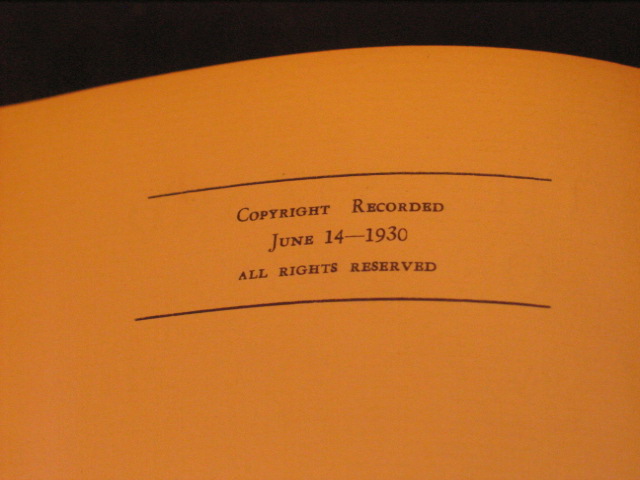 Copyright Recorded
June 14—1930
ALL RIGHTS RESERVED